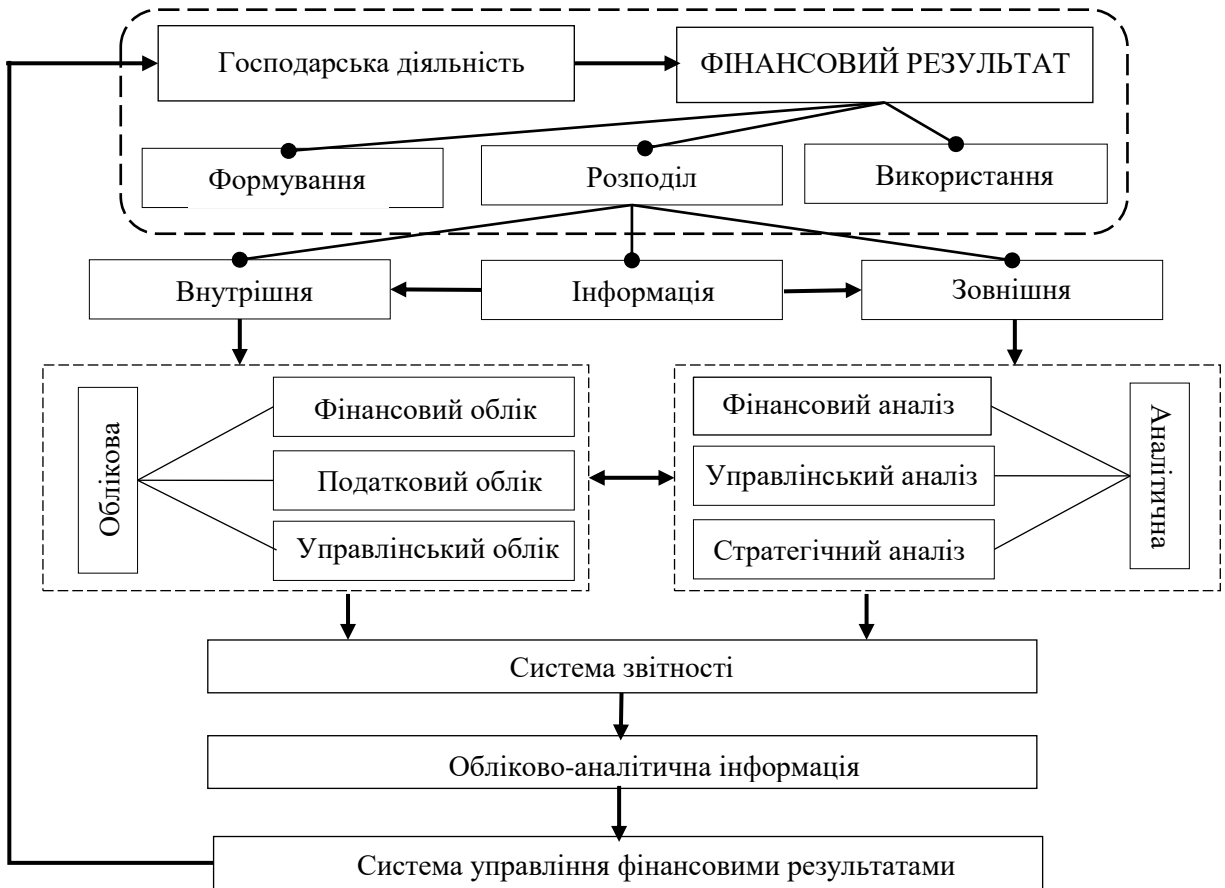 Господарська діяльність
ФІНАНСОВИЙ РЕЗУЛЬТАТ
Формування
Розподіл
Використання
Внутрішня
Інформація
Зовнішня
Облікова
Фінансовий облік
Податковий облік
Управлінський облік
Фінансовий аналіз
Управлінський аналіз
Стратегічний аналіз
Аналітична
Система звітності
Обліково-аналітична інформація
Система управління фінансовими результатами